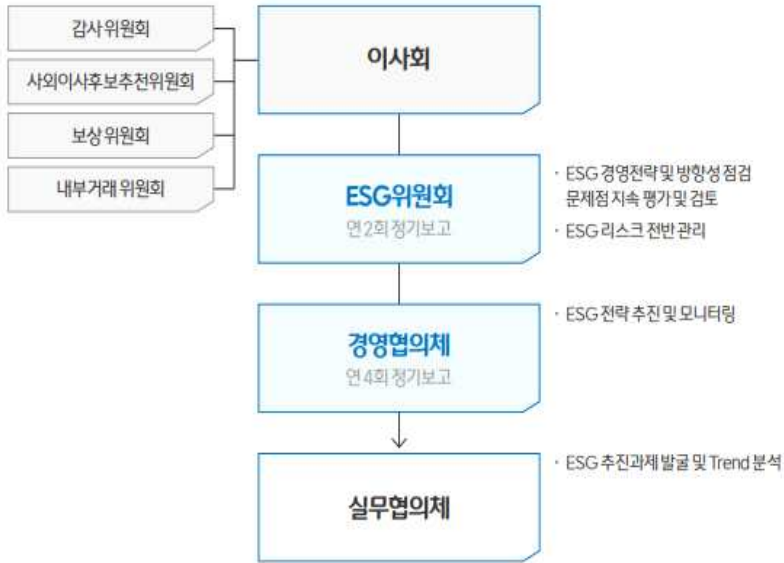 감사위원회
사외이사후보추천위원회
보상위원회
내부거래위원회
이사회
ESG위원회
연2회 정기보고
· ESG 경영전략 및 방향성 점검
문제점 지속 평가 및 검토
· ESG 리스크 전반 관리
경영협의체
연4회 정기보고
· ESG 전략 추진 및 모니터링
실무협의체
· ESG 추진과제 발굴 및 Trend 분석